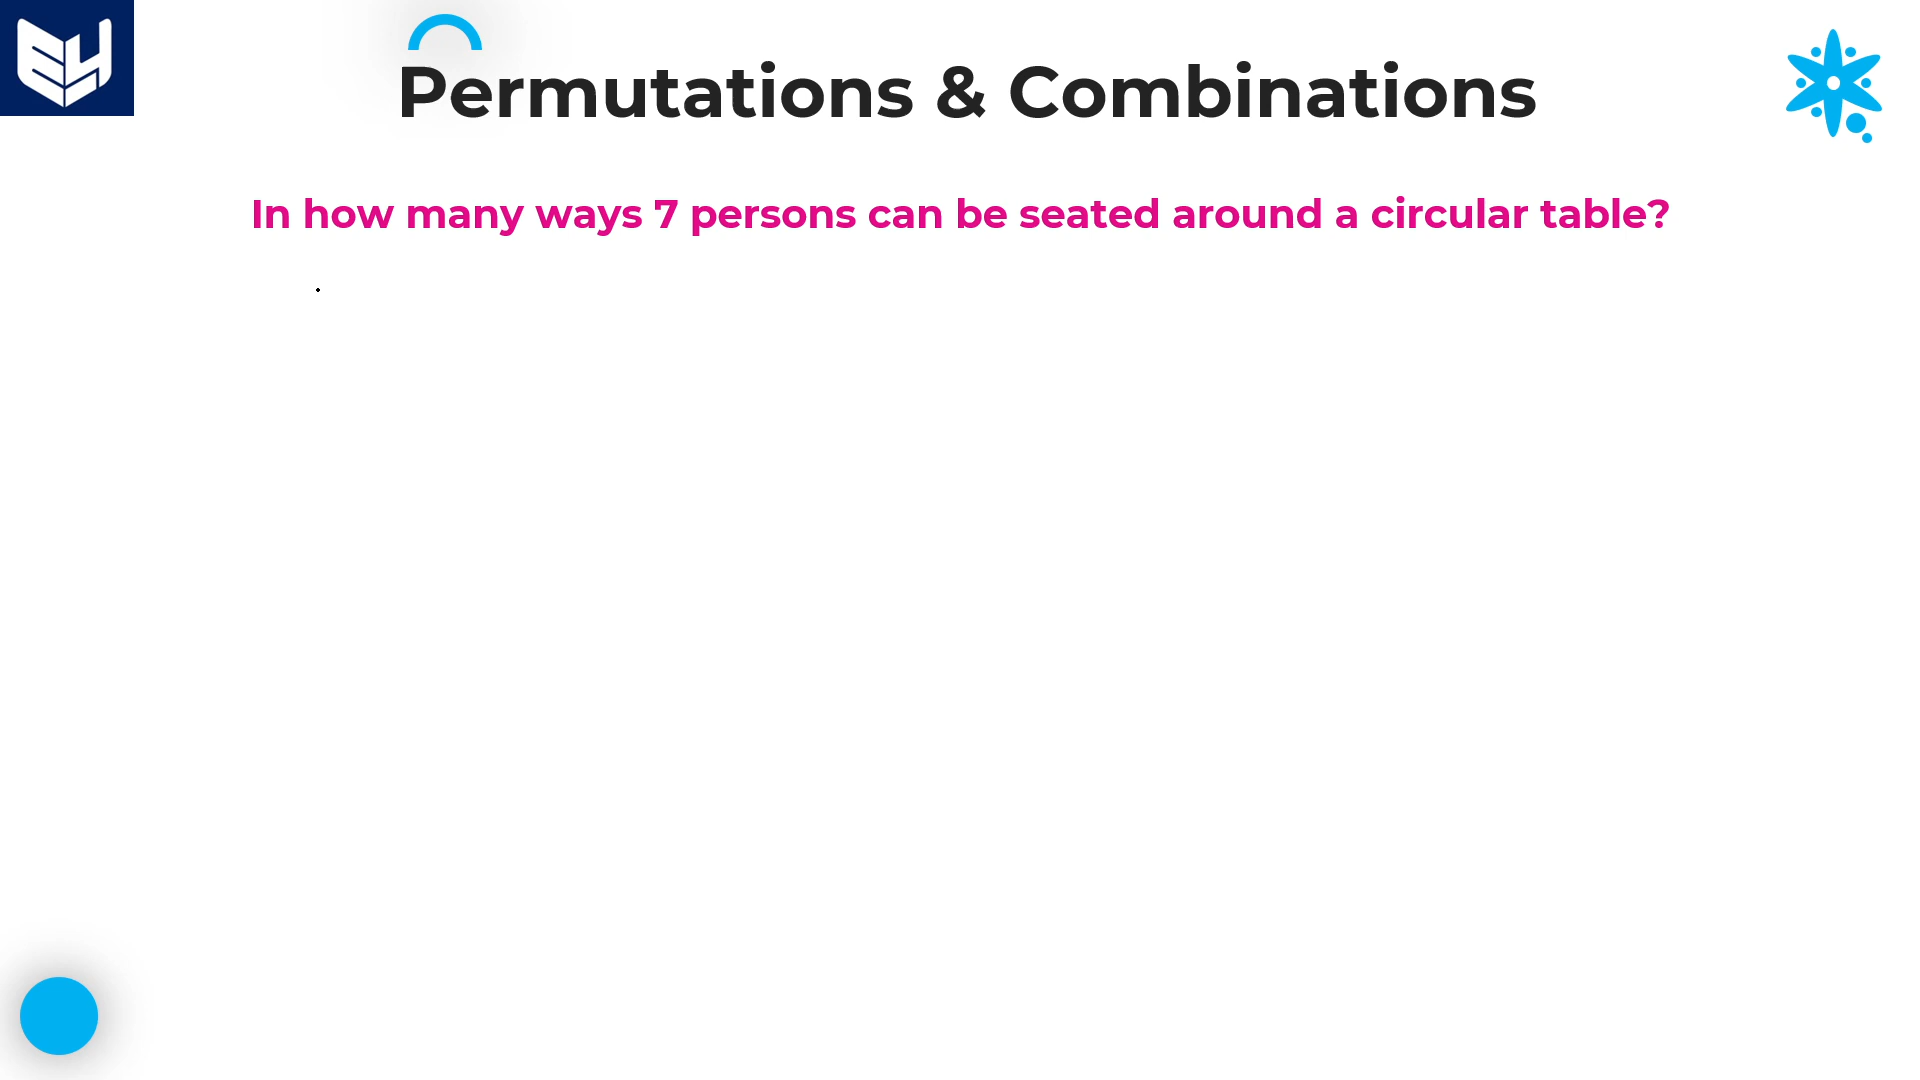 Permutations & Combinations
In how many ways 7 persons can be seated around a circular table?